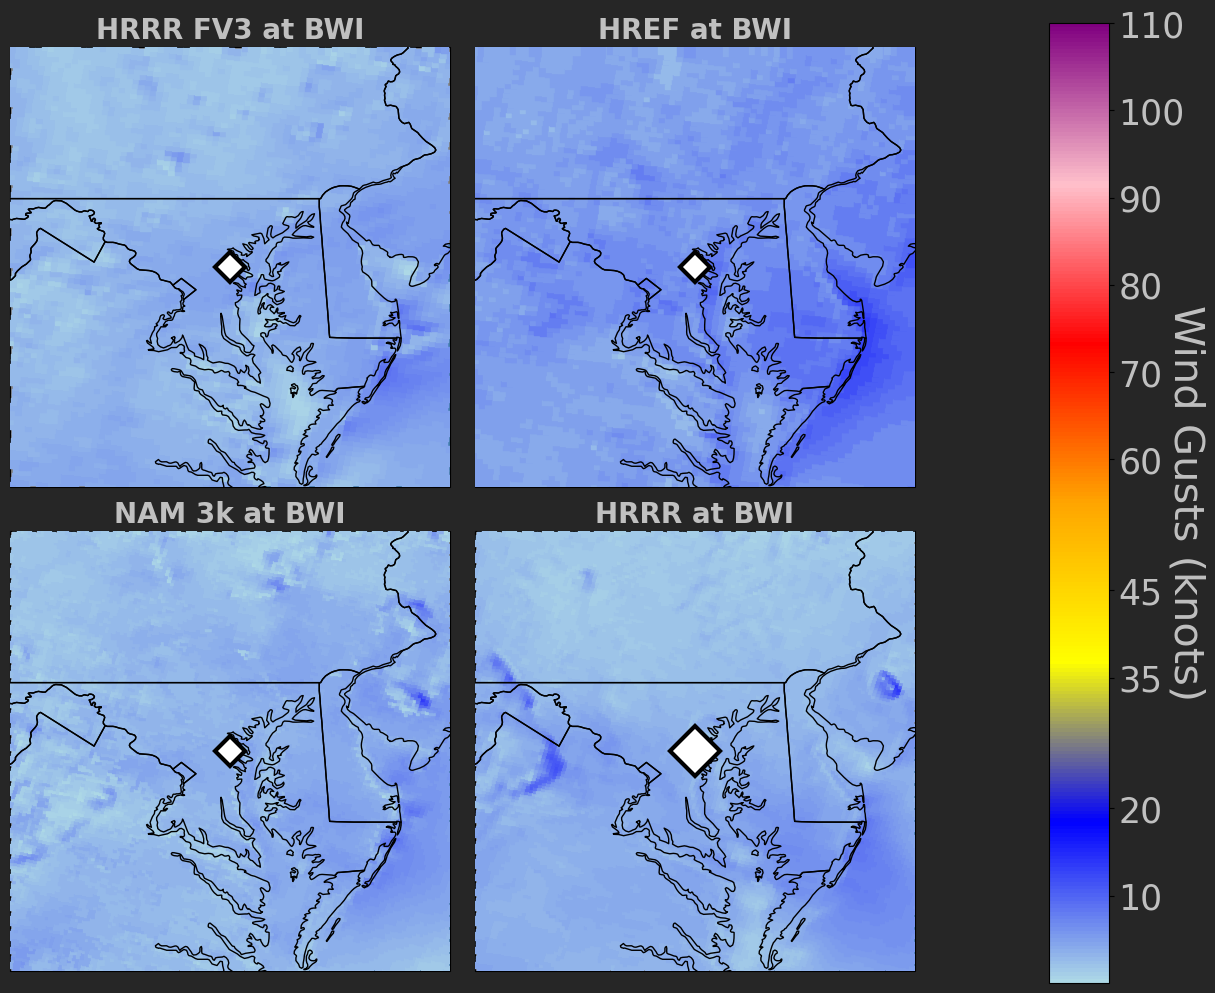 HRRR FV3 at BWI
HREF at BWI
NAM 3k at BWI
HRRR at BWI
110
100
90
80
70
60
45
35
20
10
Wind Gusts (knots)